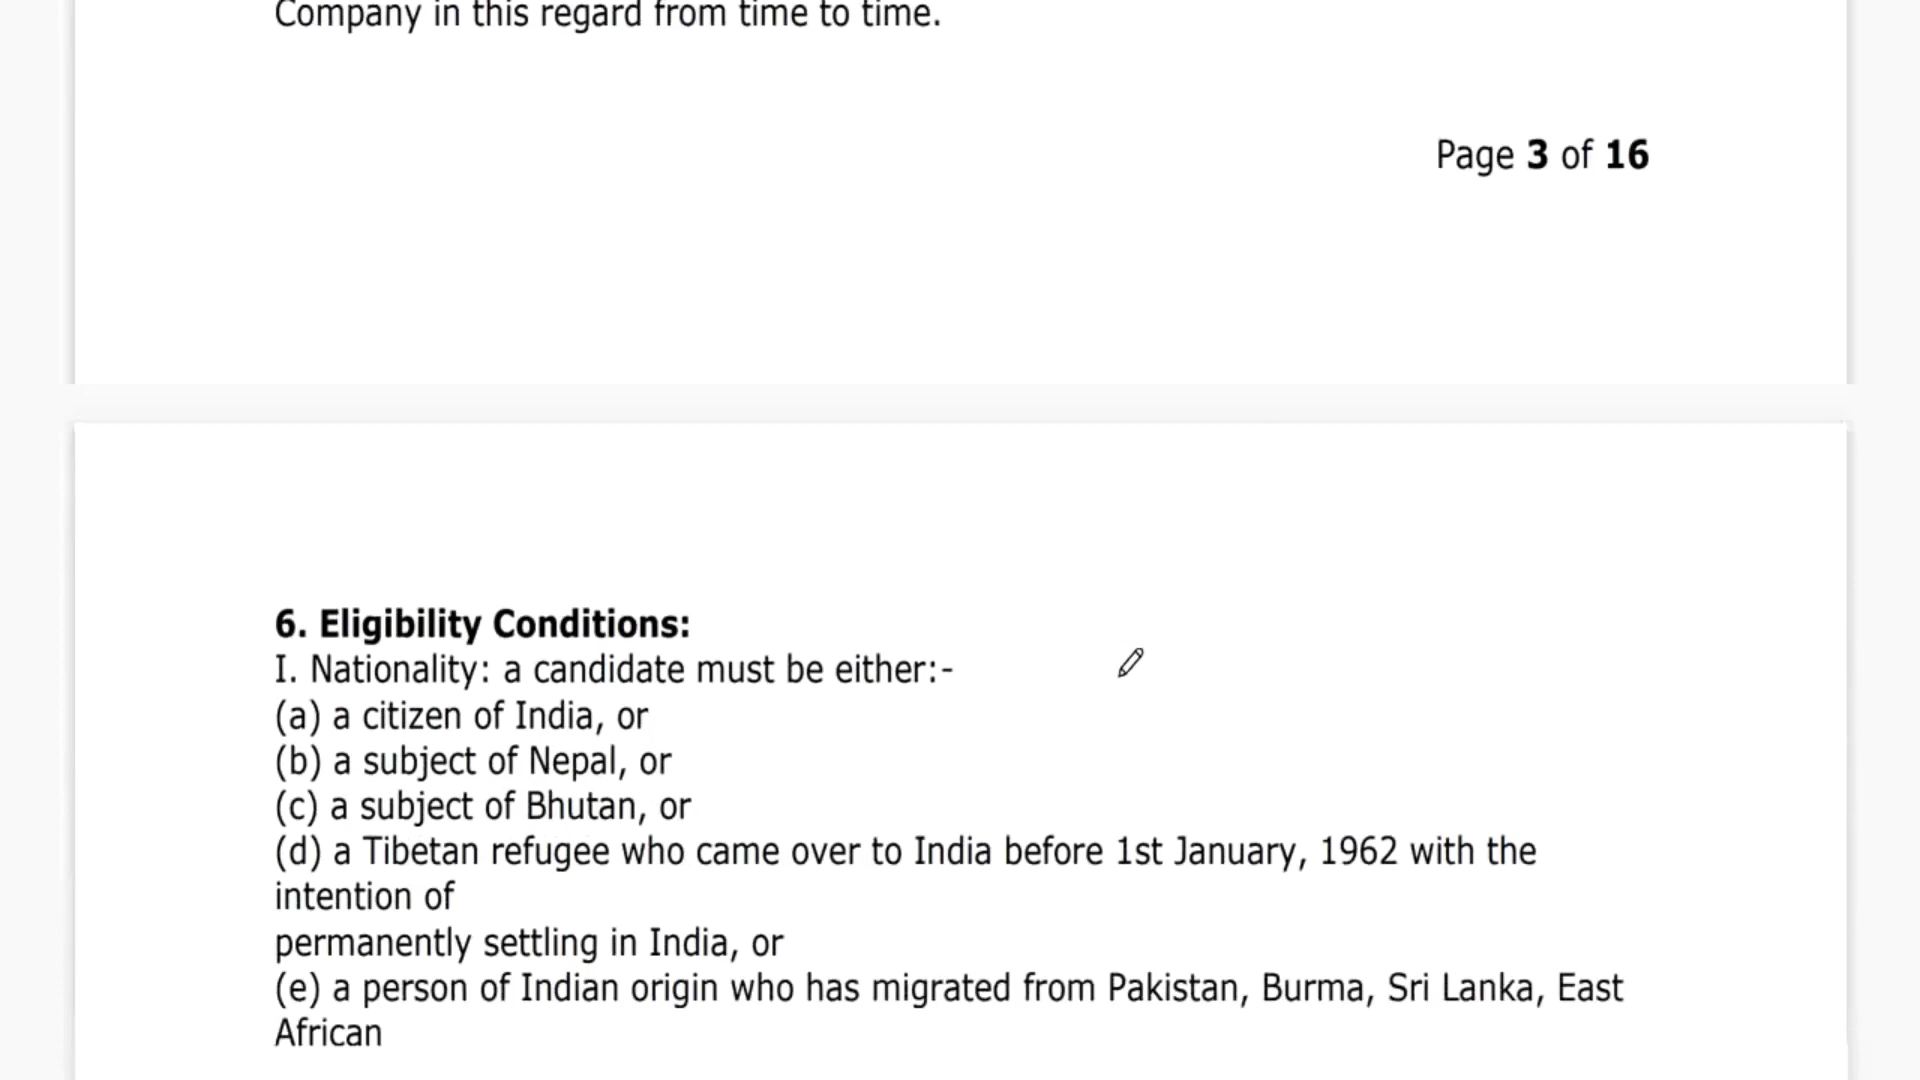 Company in this regard from time to time.
Page 3 of 16
6. Eligibility Conditions:
I. Nationality: a candidate must be either:-
(a) a citizen of India, or
(b) a subject of Nepal, or
(c) a subject of Bhutan, or
(d) a Tibetan refugee who came over to India before 1st January, 1962 with the
intention of
permanently settling in India, or
(e) a person of Indian origin who has migrated from Pakistan, Burma, Sri Lanka, East
African